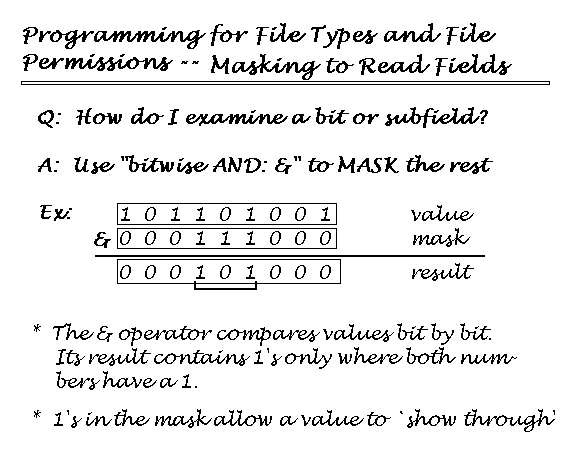 Programming for File Types and File
Permissions -- Masking to Read Fields
Q: How do I examine a bit or subfield?
A: Use "bitwise AND: &" to MASK the rest
Ex: 1 0 1 1 0 1 0 0 1 value
& 0 0 0 1 1 1 0 0 0 mask
0 0 0 1 0 1 0 0 0 result
* The & operator compares values bit by bit.
Its result contains 1's only where both num-
bers have a 1.
* 1's in the mask allow a value to `show through'